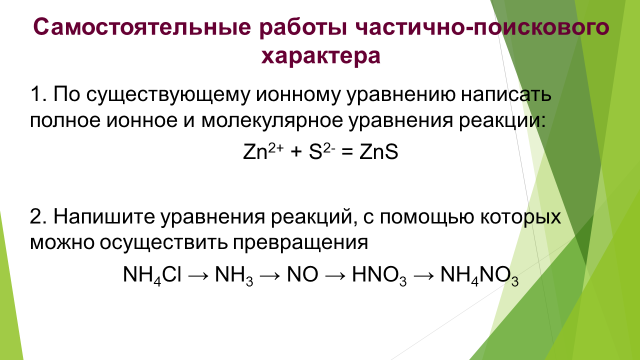 Самостоятельные работы частично-поискового
характера
1. По существующему ионному уравнению написать
полное ионное и молекулярное уравнения реакции:
Zn²⁺ + S²⁻ = ZnS
2. Напишите уравнения реакций, с помощью которых
можно осуществить превращения
NH₄Cl → NH₃ → NO → HNO₃ → NH₄NO₃